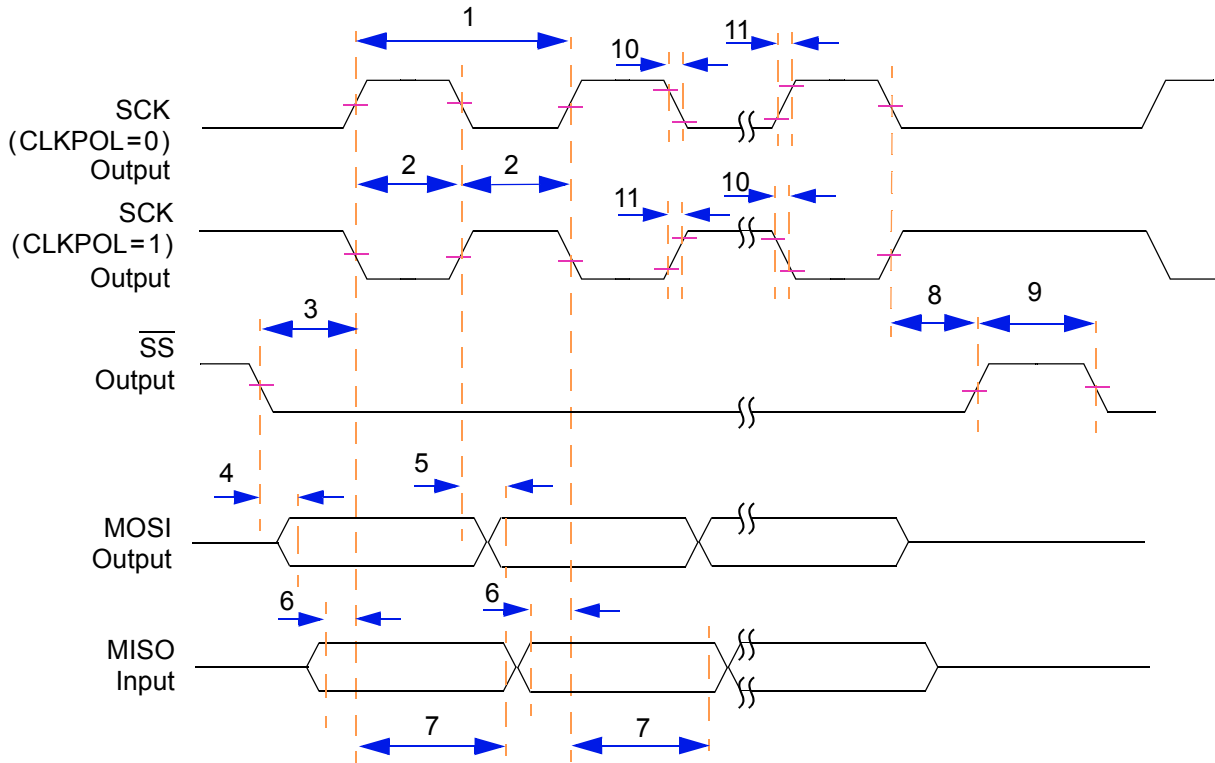 1
10
11
SCK
(CLKPOL=0)
Output
2
2
SCK
(CLKPOL=1)
Output
11
10
3
8
9
SS
Output
4
5
MOSI
Output
6
6
MISO
Input
7
7